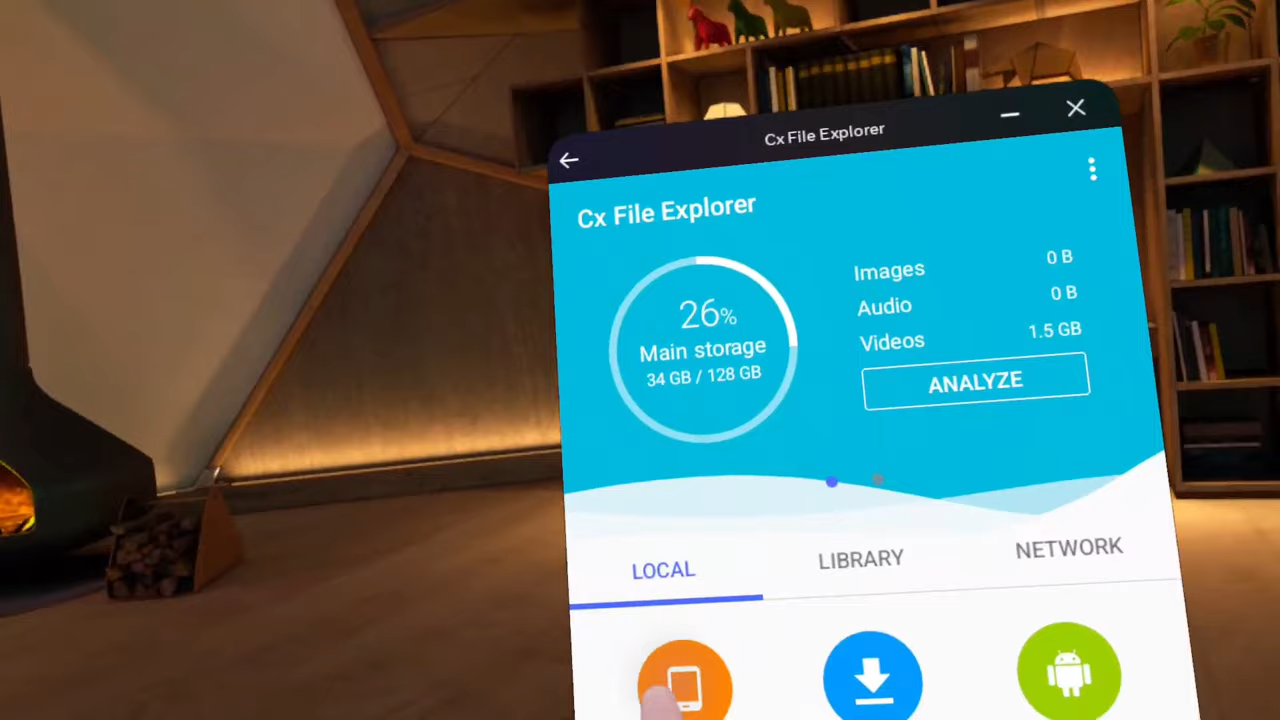 Cx File Explorer
Cx File Explorer
26%
Main storage
34 GB / 128 GB
Images 0 B
Audio 0 B
Videos 1.5 GB
ANALYZE
LOCAL LIBRARY NETWORK